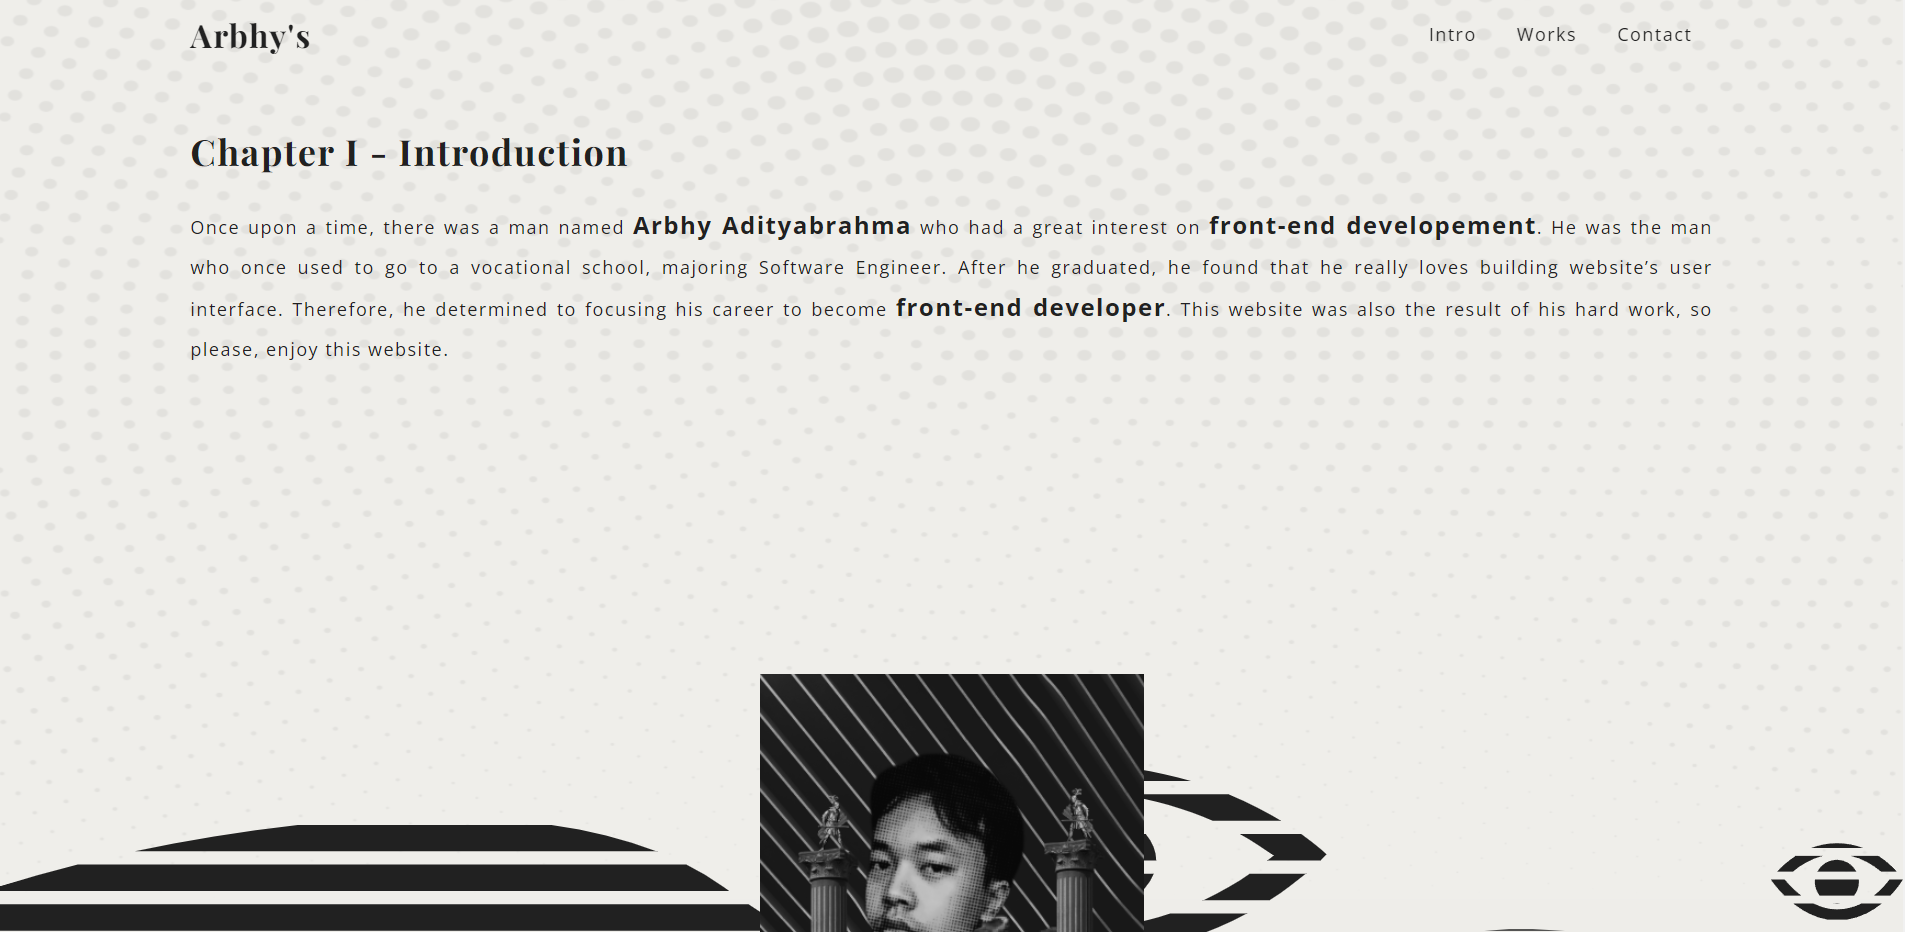 Arbhy's
Intro Works Contact
Chapter I - Introduction
Once upon a time, there was a man named Arbhy Adityabrahma who had a great interest on front-end developement. He was the man
who once used to go to a vocational school, majoring Software Engineer. After he graduated, he found that he really loves building website’s user
interface. Therefore, he determined to focusing his career to become front-end developer. This website was also the result of his hard work, so
please, enjoy this website.